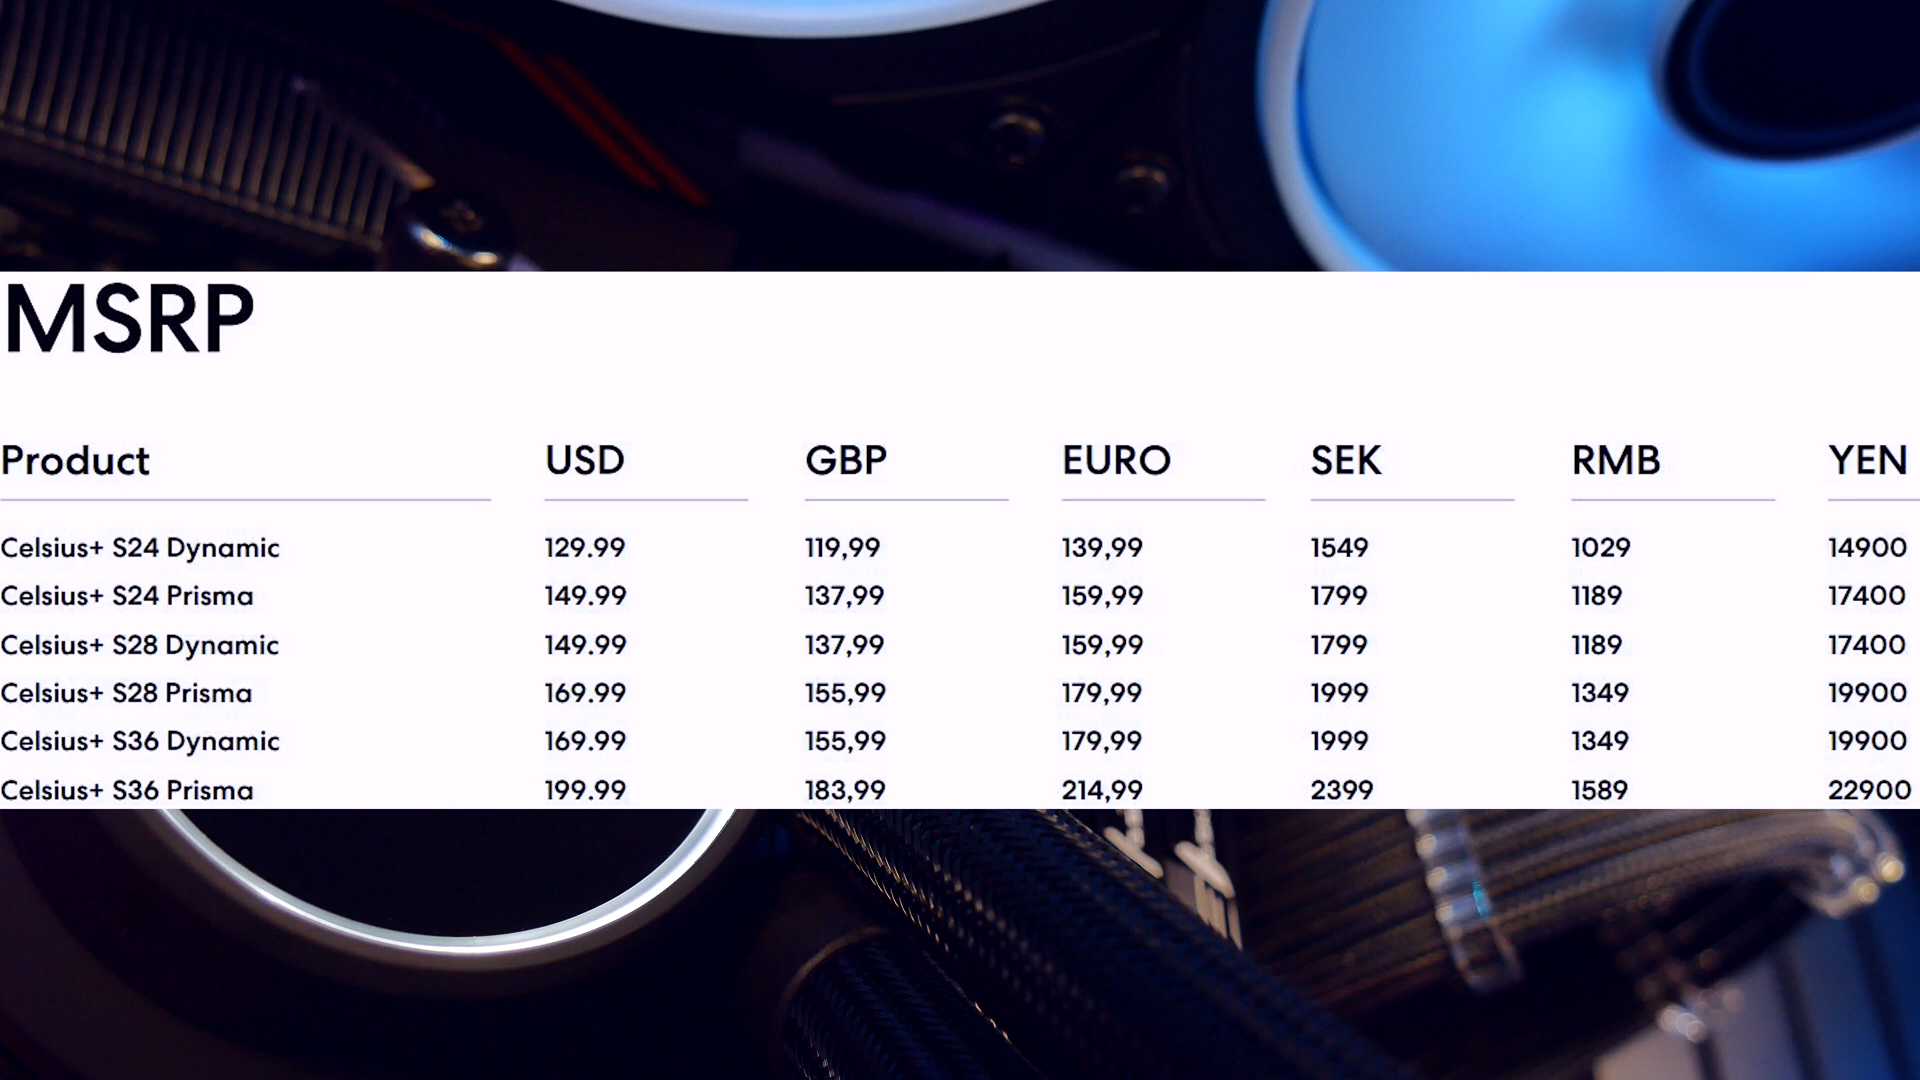 MSRP
Product USD GBP EURO SEK RMB YEN
Celsius+ S24 Dynamic 129.99 119,99 139,99 1549 1029 14900
Celsius+ S24 Prisma 149.99 137,99 159,99 1799 1189 17400
Celsius+ S28 Dynamic 149.99 137,99 159,99 1799 1189 17400
Celsius+ S28 Prisma 169.99 155,99 179,99 1999 1349 19900
Celsius+ S36 Dynamic 169.99 155,99 179,99 1999 1349 19900
Celsius+ S36 Prisma 199.99 183,99 214,99 2399 1589 22900